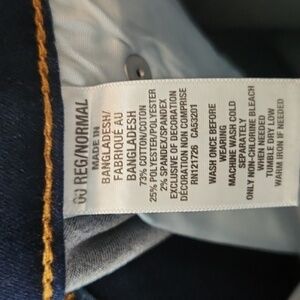 REG/NORMAL
MADE IN
BANGLADESH/
FABRIQUÉ AU
BANGLADESH
73% COTTON/COTON
25% POLYESTER/POLYESTER
2% SPANDEX/SPANDEX
EXCLUSIVE OF DECORATION
DÉCORATION NON COMPRISE
RN121726 CA53201
WASH ONCE BEFORE
WEARING
MACHINE WASH COLD
SEPARATELY
ONLY NON-CHLORINE BLEACH
WHEN NEEDED
TUMBLE DRY LOW
WARM IRON IF NEEDED